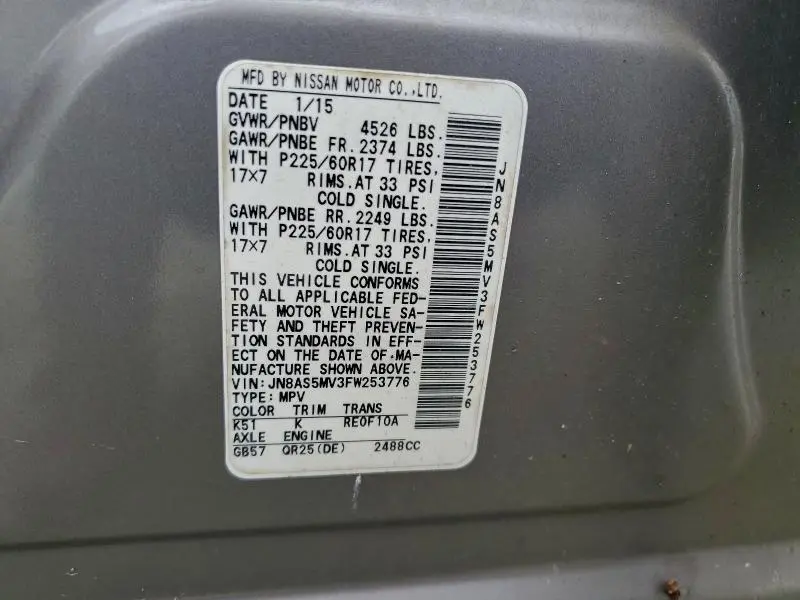 MFD BY NISSAN MOTOR CO.,LTD.
DATE 1/15
GVWR/PNBV 4526 LBS.
GAWR/PNBE FR. 2374 LBS.
WITH P225/60R17 TIRES,
17×7 RIMS.AT 33 PSI
COLD SINGLE.
GAWR/PNBE RR. 2249 LBS.
WITH P225/60R17 TIRES,
17×7 RIMS.AT 33 PSI
COLD SINGLE.
THIS VEHICLE CONFORMS
TO ALL APPLICABLE FED-
ERAL MOTOR VEHICLE SA-
FETY AND THEFT PREVEN-
TION STANDARDS IN EFF-
ECT ON THE DATE OF MA-
NUFACTURE SHOWN ABOVE.
VIN: JN8AS5MV3FW253776
TYPE: MPV
COLOR TRIM TRANS
K51 K RE0F10A
AXLE ENGINE
GB57 QR25(DE) 2488CC
JN8AS5MV3FW253776